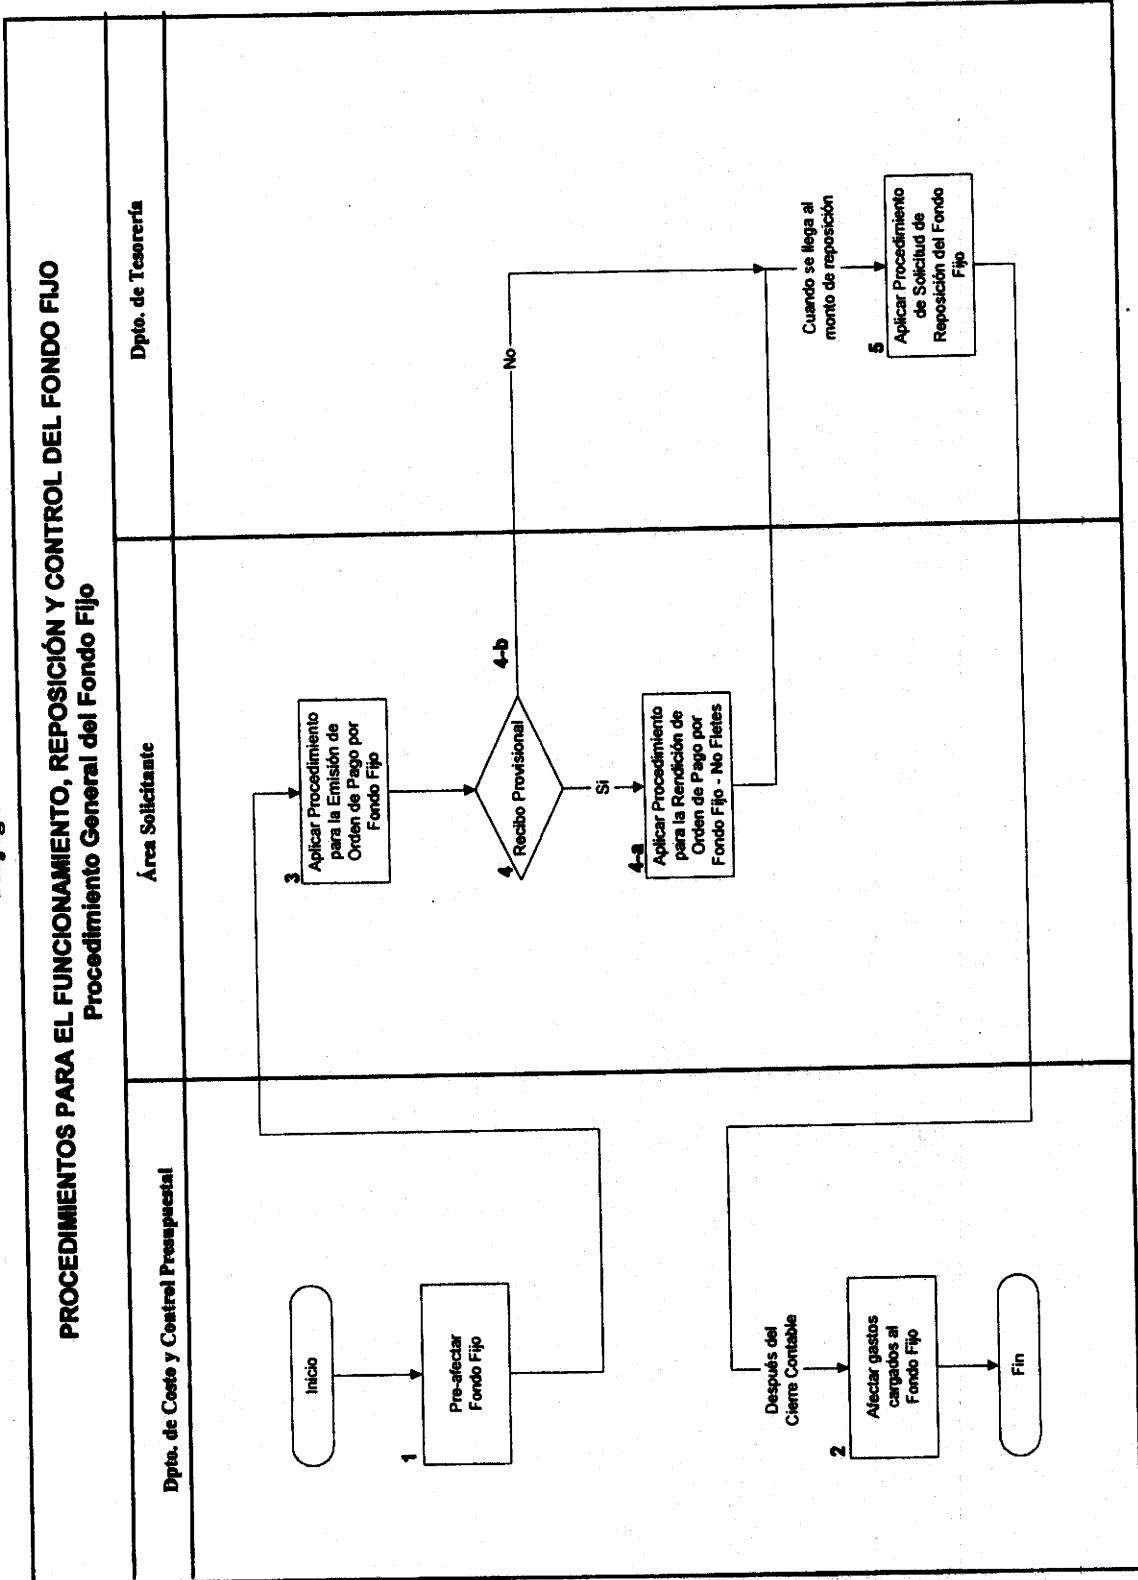 PROCEDIMIENTOS PARA EL FUNCIONAMIENTO, REPOSICIÓN Y CONTROL DEL FONDO FIJO
Procedimiento General del Fondo Fijo
Dpto. de Costo y Control Presupuestal
Área Solicitante
Dpto. de Tesorería
Inicio
1
Pre-afectar
Fondo Fijo
3
Aplicar Procedimiento
para la Emisión de
Orden de Pago por
Fondo Fijo
4
Recibo Provisional
4-b
No
Si
4-a
Aplicar Procedimiento
para la Rendición de
Orden de Pago por
Fondo Fijo - No Fletes
Cuando se llega al
monto de reposición
5
Aplicar Procedimiento
de Solicitud de
Reposición del Fondo
Fijo
Después del
Cierre Contable
2
Afectar gastos
cargados al
Fondo Fijo
Fin